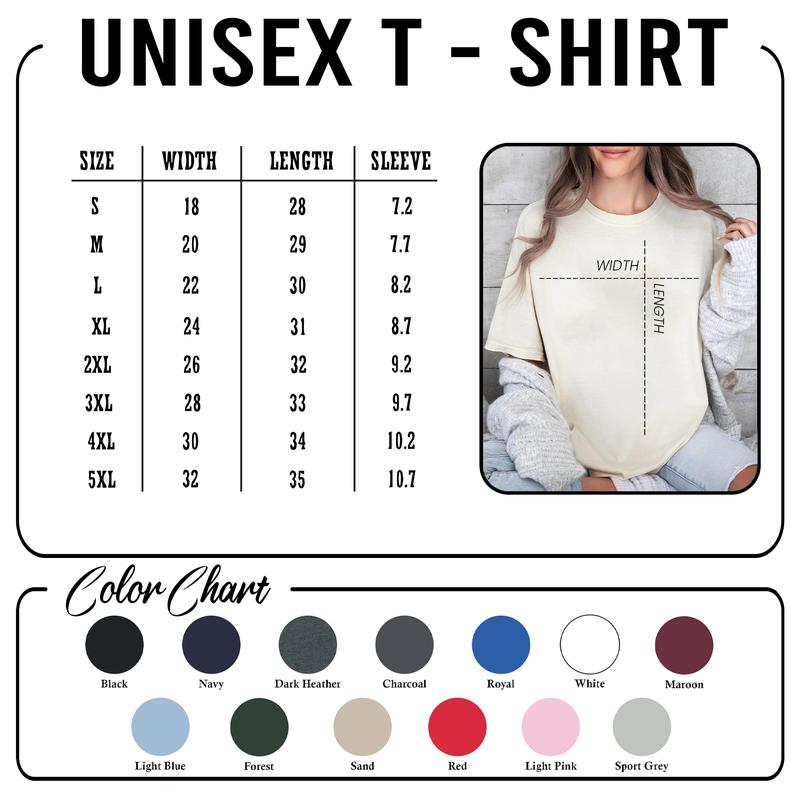 UNISEX T - SHIRT
SIZE WIDTH LENGTH SLEEVE
S 18 28 7.2
M 20 29 7.7
L 22 30 8.2
XL 24 31 8.7
2XL 26 32 9.2
3XL 28 33 9.7
4XL 30 34 10.2
5XL 32 35 10.7
WIDTH
LENGTH
Color Chart
Black Navy Dark Heather Charcoal Royal White Maroon
Light Blue Forest Sand Red Light Pink Sport Grey